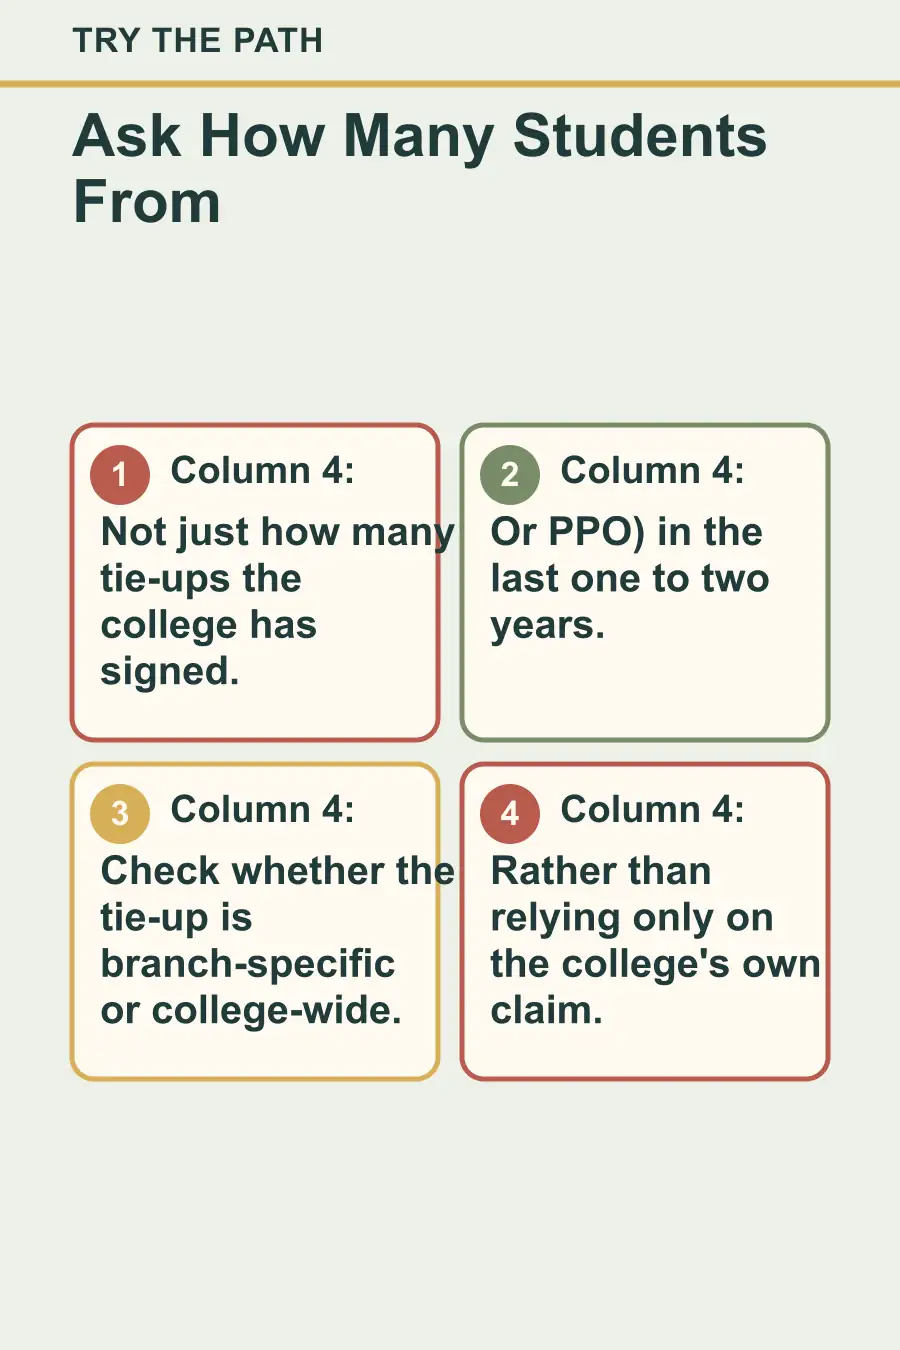 TRY THE PATH
Ask How Many Students
From
1 Column 4:
Not just how many
tie-ups the
college has
signed.
2 Column 4:
Or PPO) in the
last one to two
years.
3 Column 4:
Check whether the
tie-up is
branch-specific
or college-wide.
4 Column 4:
Rather than
relying only on
the college's own
claim.